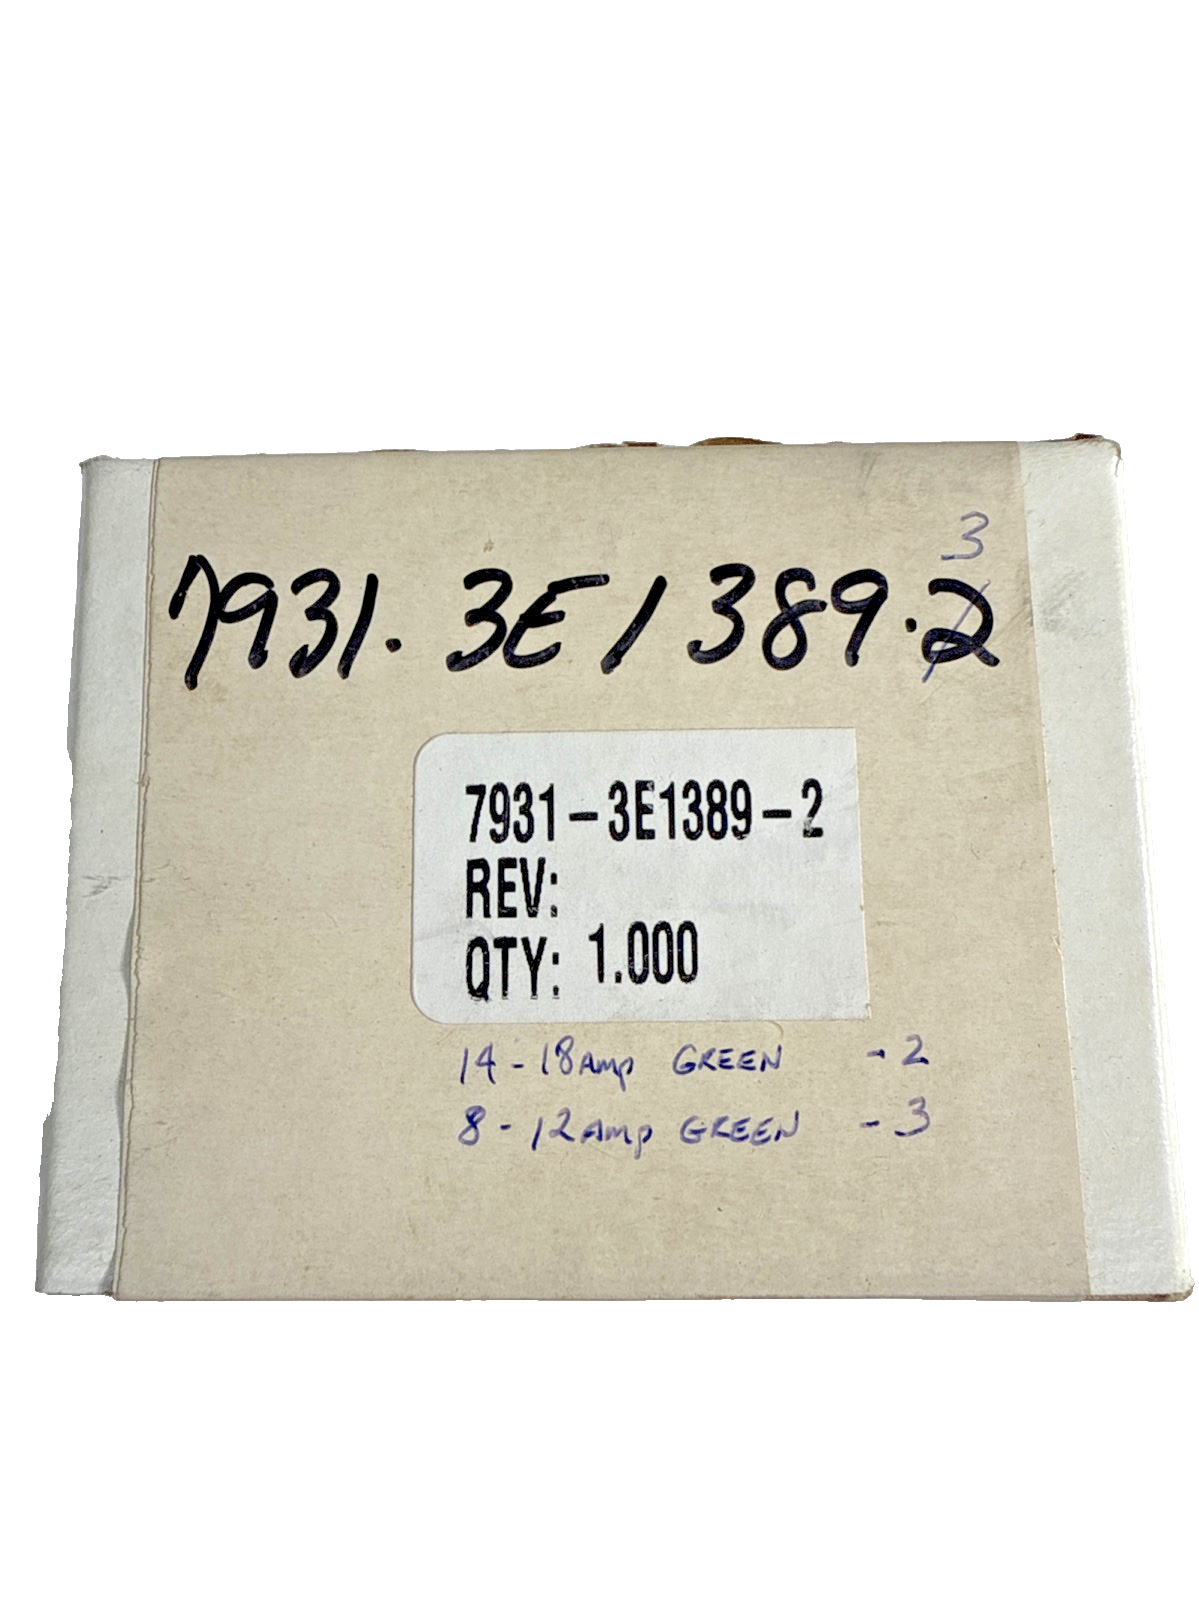 3
7931. 3E1389.2
7931-3E1389-2
REV:
QTY: 1.000
14-18Amp GREEN -2
8-12Amp GREEN -3